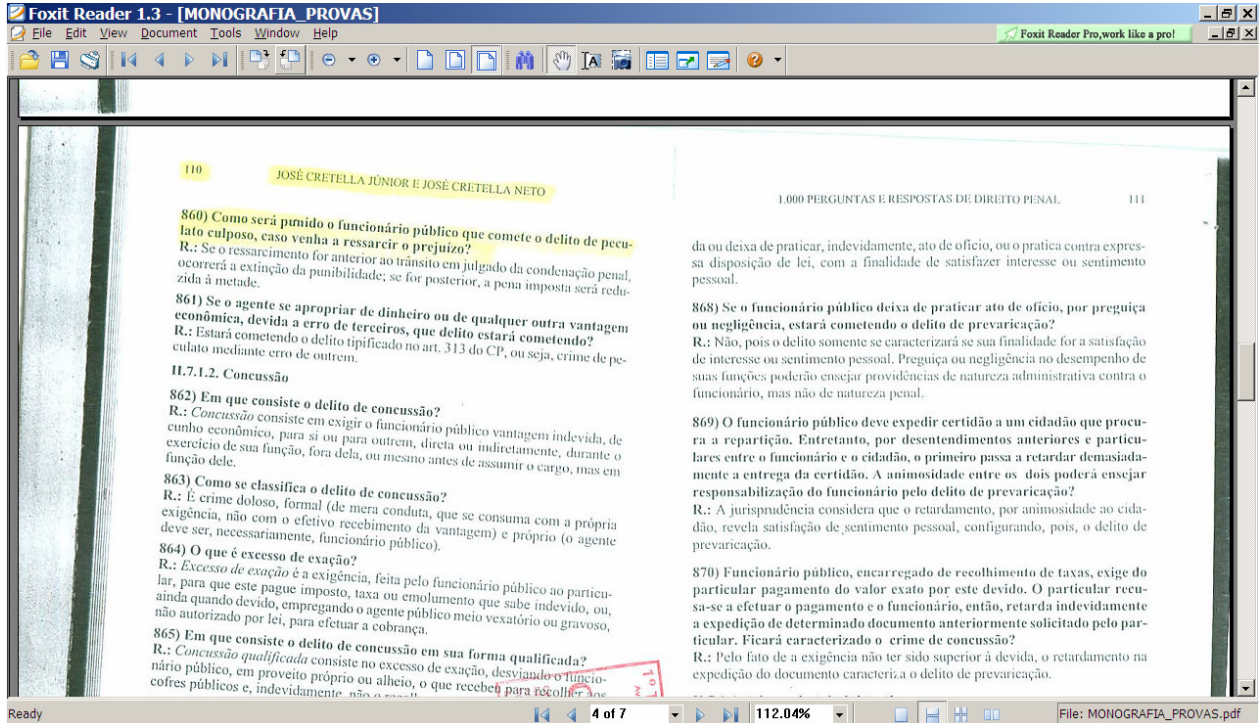 Foxit Reader 1.3 - [MONOGRAFIA_PROVAS]
File Edit View Document Tools Window Help
Foxit Reader Pro,work like a pro!
110
JOSÉ CRETELLA JÚNIOR E JOSÉ CRETELLA NETO
860) Como será punido o funcionário público que comete o delito de pecu-
lato culposo, caso venha a ressarcir o prejuízo?
R.: Se o ressarcimento for anterior ao trânsito em julgado da condenação penal,
ocorrerá a extinção da punibilidade; se for posterior, a pena imposta será redu-
zida à metade.
861) Se o agente se apropriar de dinheiro ou de qualquer outra vantagem
econômica, devida a erro de terceiros, que delito estará cometendo?
R.: Estará cometendo o delito tipificado no art. 313 do CP, ou seja, crime de pe-
culato mediante erro de outrem.
II.7.1.2. Concussão
862) Em que consiste o delito de concussão?
R.: Concussão consiste em exigir o funcionário público vantagem indevida, de
cunho econômico, para si ou para outrem, direta ou indiretamente, durante o
exercício de sua função, fora dela, ou mesmo antes de assumir o cargo, mas em
função dele.
863) Como se classifica o delito de concussão?
R.: É crime doloso, formal (de mera conduta, que se consuma com a própria
exigência, não com o efetivo recebimento da vantagem) e próprio (o agente
deve ser, necessariamente, funcionário público).
864) O que é excesso de exação?
R.: Excesso de exação é a exigência, feita pelo funcionário público ao particu-
lar, para que este pague imposto, taxa ou emolumento que sabe indevido, ou,
ainda quando devido, empregando o agente público meio vexatório ou gravoso,
não autorizado por lei, para efetuar a cobrança.
865) Em que consiste o delito de concussão em sua forma qualificada?
R.: Concussão qualificada consiste no excesso de exação, desviando o funcio-
nário público, em proveito próprio ou alheio, o que recebeu para recolher aos
cofres públicos e, indevidamente, não o
1.000 PERGUNTAS E RESPOSTAS DE DIREITO PENAL
111
da ou deixa de praticar, indevidamente, ato de ofício, ou o pratica contra expres-
sa disposição de lei, com a finalidade de satisfazer interesse ou sentimento
pessoal.
868) Se o funcionário público deixa de praticar ato de ofício, por preguiça
ou negligência, estará cometendo o delito de prevaricação?
R.: Não, pois o delito somente se caracterizará se sua finalidade for a satisfação
de interesse ou sentimento pessoal. Preguiça ou negligência no desempenho de
suas funções poderão ensejar providências de natureza administrativa contra o
funcionário, mas não de natureza penal.
869) O funcionário público deve expedir certidão a um cidadão que procu-
ra a repartição. Entretanto, por desentendimentos anteriores e particu-
lares entre o funcionário e o cidadão, o primeiro passa a retardar demasiada-
mente a entrega da certidão. A animosidade entre os dois poderá ensejar
responsabilização do funcionário pelo delito de prevaricação?
R.: A jurisprudência considera que o retardamento, por animosidade ao cida-
dão, revela satisfação de sentimento pessoal, configurando, pois, o delito de
prevaricação.
870) Funcionário público, encarregado de recolhimento de taxas, exige do
particular pagamento do valor exato por este devido. O particular recu-
sa-se a efetuar o pagamento e o funcionário, então, retarda indevidamente
a expedição de determinado documento anteriormente solicitado pelo par-
ticular. Ficará caracterizado o crime de concussão?
R.: Pelo fato de a exigência não ter sido superior à devida, o retardamento na
expedição do documento caracteriza o delito de prevaricação.
Ready
4 of 7
112.04%
File: MONOGRAFIA_PROVAS.pdf